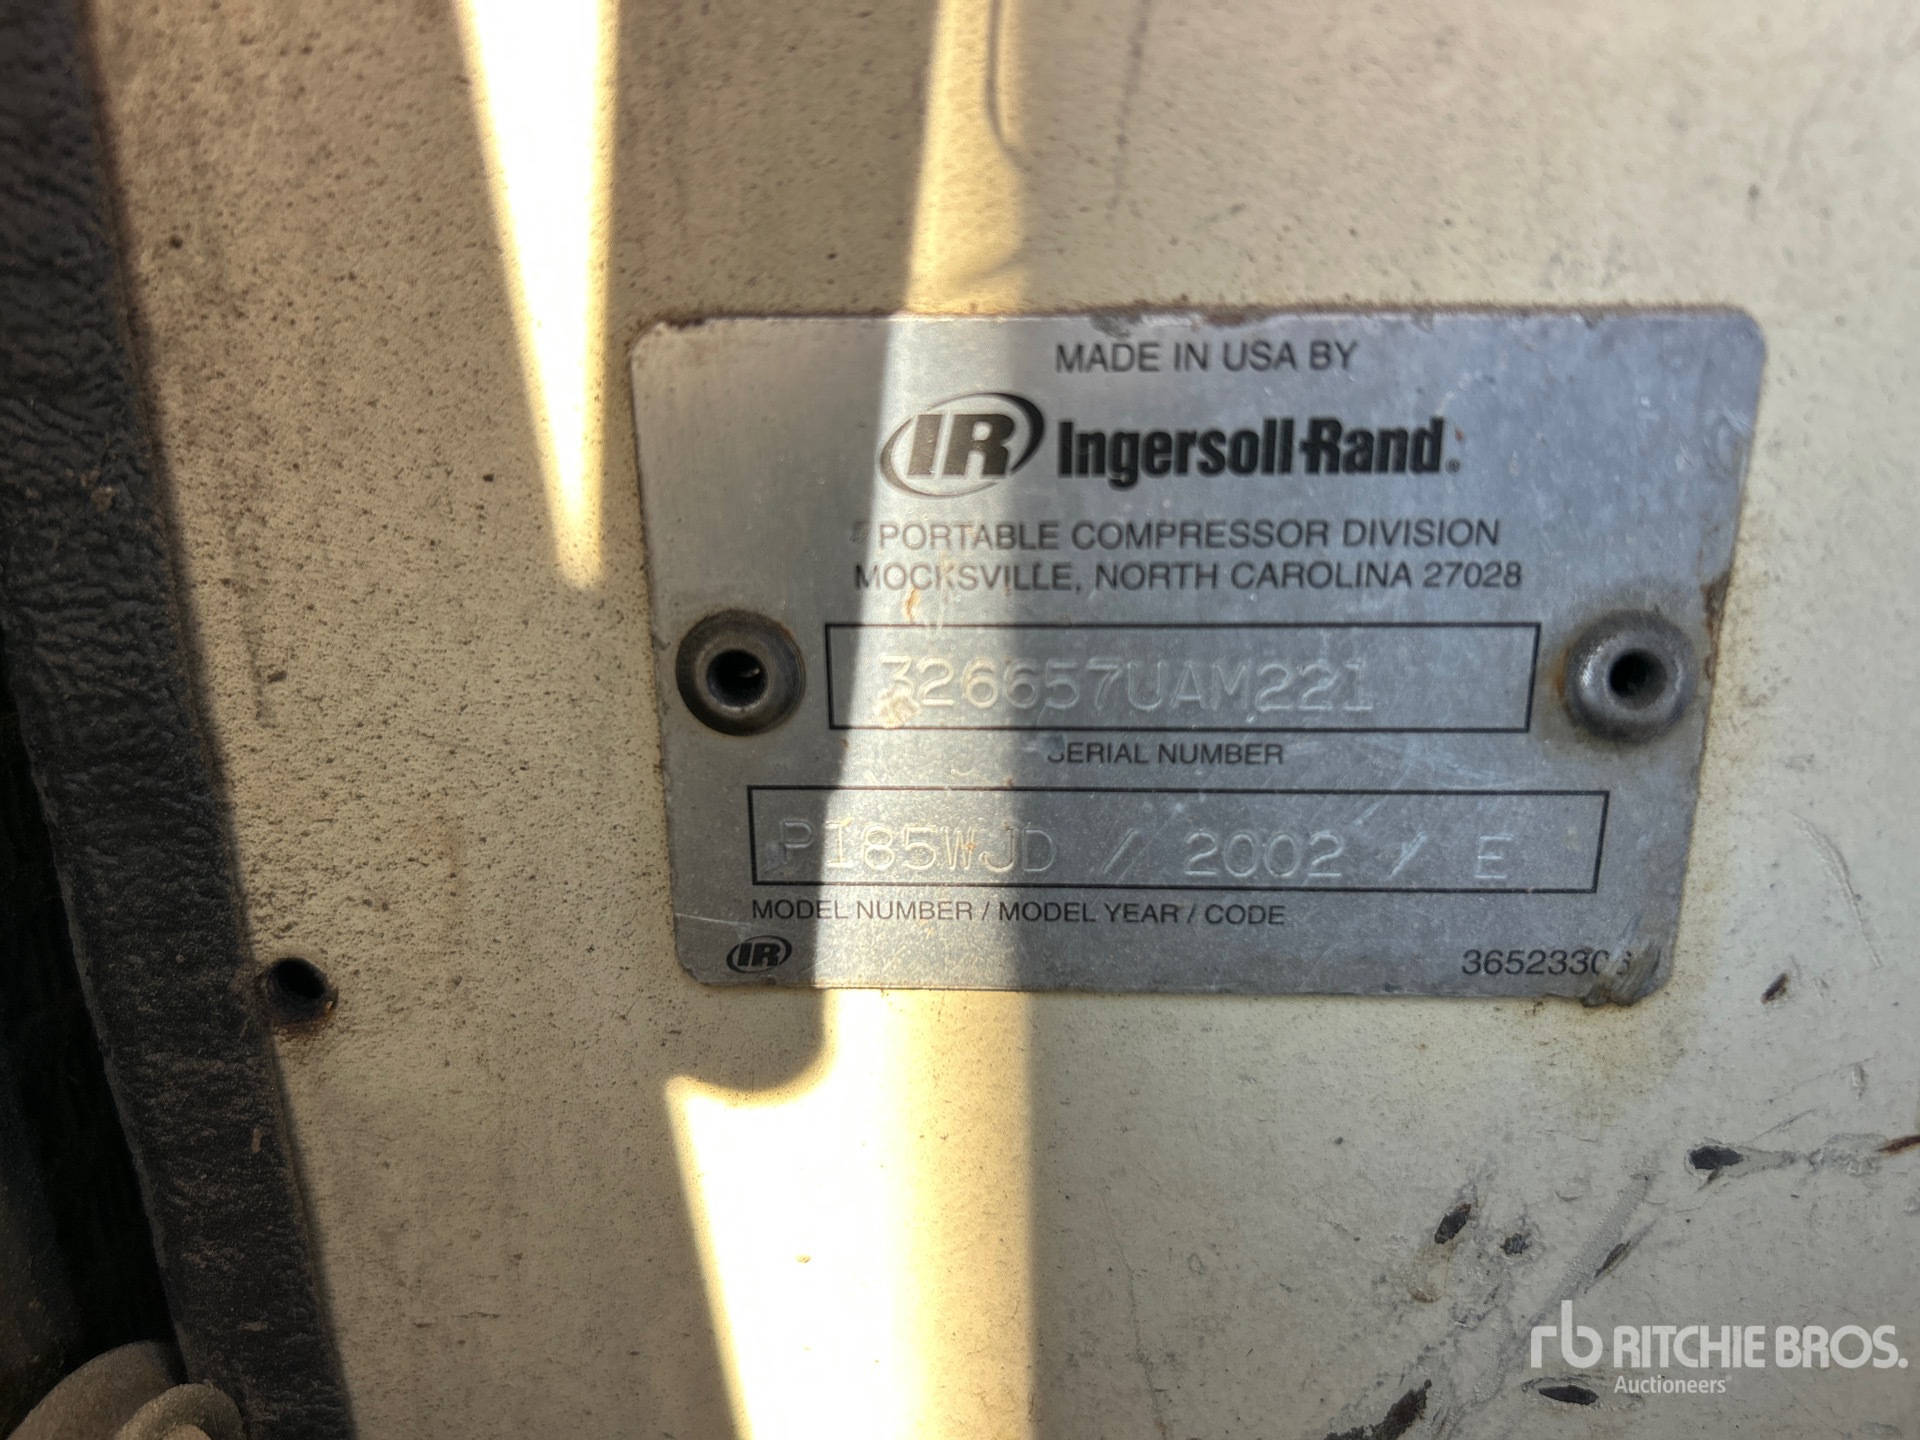 MADE IN USA BY
IR Ingersoll-Rand®
PORTABLE COMPRESSOR DIVISION
MOCKSVILLE, NORTH CAROLINA 27028
326657UAM221
SERIAL NUMBER
P185WJD / 2002 / E
MODEL NUMBER / MODEL YEAR / CODE
IR
rb RITCHIE BROS.
Auctioneers